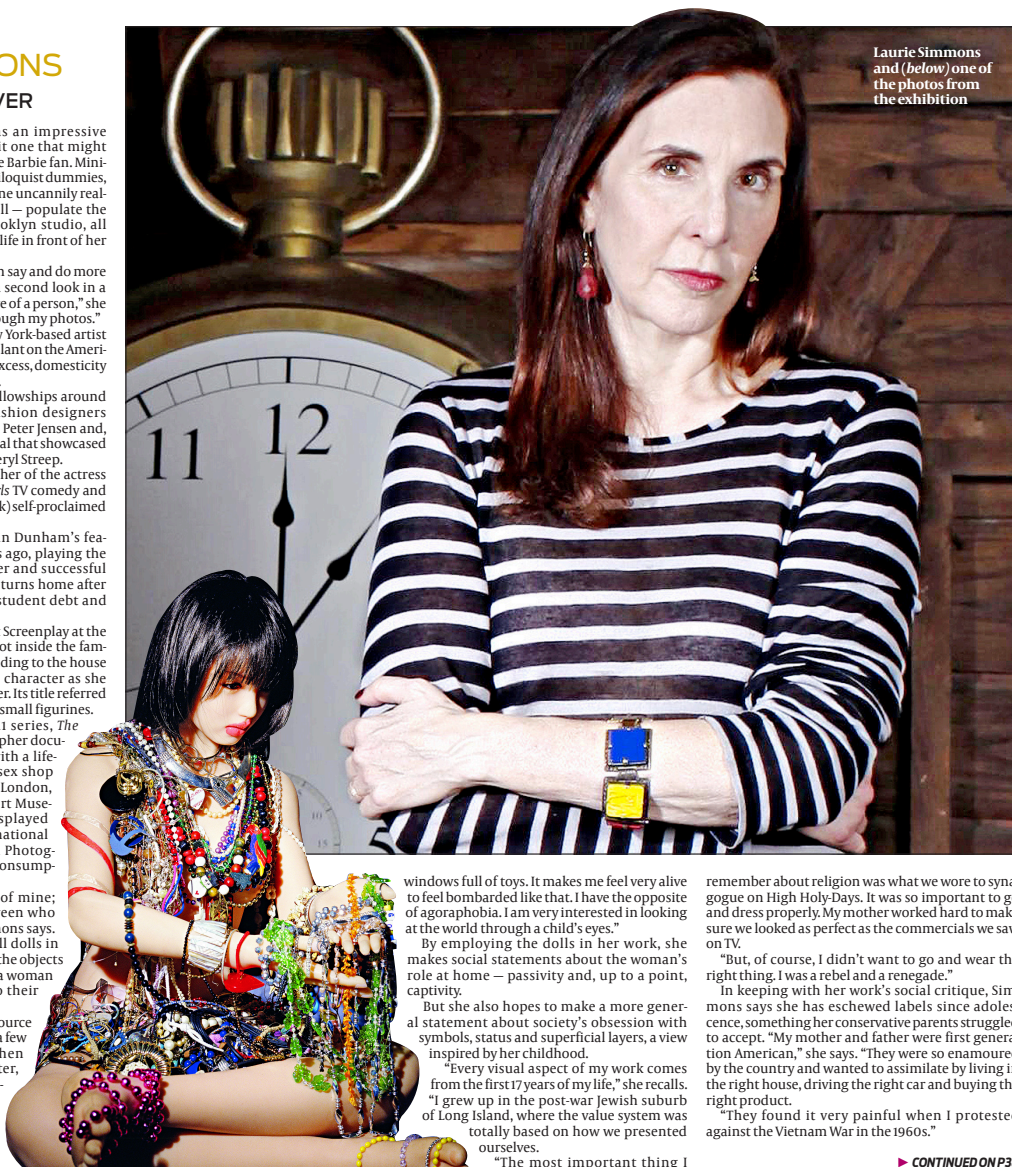 ONS
VER
as an impressive
it one that might
e Barbie fan. Mini-
lloquist dummies,
ne uncannily real-
ll — populate the
oklyn studio, all
life in front of her
n say and do more
second look in a
e of a person,” she
ough my photos.”
York-based artist
lant on the Ameri-
xcess, domesticity
llowships around
shion designers
Peter Jensen and,
al that showcased
eryl Streep.
her of the actress
ls TV comedy and
k) self-proclaimed
n Dunham’s fea-
s ago, playing the
er and successful
turns home after
student debt and
Screenplay at the
ot inside the fam-
ding to the house
character as she
er. Its title referred
small figurines.
1 series, The
pher docu-
ith a life-
sex shop
London,
rt Muse-
splayed
national
Photog-
onsump-
of mine;
een who
mons says.
ll dolls in
the objects
a woman
o their
ource
a few
hen
ter,
Laurie Simmons
and (below) one of
the photos from
the exhibition
11
12
10
15
5
windows full of toys. It makes me feel very alive
to feel bombarded like that. I have the opposite
of agoraphobia. I am very interested in looking
at the world through a child’s eyes.”
By employing the dolls in her work, she
makes social statements about the woman’s
role at home — passivity and, up to a point,
captivity.
But she also hopes to make a more gener-
al statement about society’s obsession with
symbols, status and superficial layers, a view
inspired by her childhood.
“Every visual aspect of my work comes
from the first 17 years of my life,” she recalls.
“I grew up in the post-war Jewish suburb
of Long Island, where the value system was
totally based on how we presented
ourselves.
“The most important thing I
remember about religion was what we wore to syna
gogue on High Holy-Days. It was so important to g
and dress properly. My mother worked hard to mak
sure we looked as perfect as the commercials we saw
on TV.
“But, of course, I didn’t want to go and wear th
right thing. I was a rebel and a renegade.”
In keeping with her work’s social critique, Sim
mons says she has eschewed labels since adoles
cence, something her conservative parents struggled
to accept. “My mother and father were first genera
tion American,” she says. “They were so enamoured
by the country and wanted to assimilate by living i
the right house, driving the right car and buying th
right product.
“They found it very painful when I protested
against the Vietnam War in the 1960s.”
CONTINUED ON P3